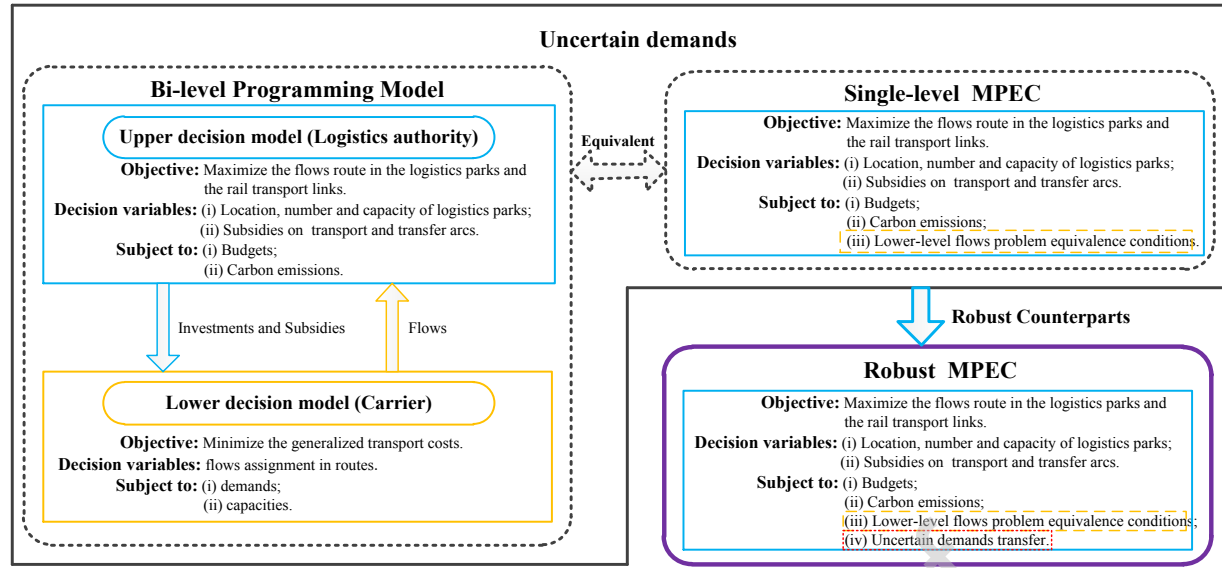 Uncertain demands
Bi-level Programming Model
Upper decision model (Logistics authority)
Objective: Maximize the flows route in the logistics parks and
the rail transport links.
Decision variables: (i) Location, number and capacity of logistics parks;
(ii) Subsidies on transport and transfer arcs.
Subject to: (i) Budgets;
(ii) Carbon emissions.
Investments and Subsidies
Flows
Lower decision model (Carrier)
Objective: Minimize the generalized transport costs.
Decision variables: flows assignment in routes.
Subject to: (i) demands;
(ii) capacities.
Equivalent
Single-level MPEC
Objective: Maximize the flows route in the logistics parks and
the rail transport links.
Decision variables: (i) Location, number and capacity of logistics parks;
(ii) Subsidies on transport and transfer arcs.
Subject to: (i) Budgets;
(ii) Carbon emissions;
(iii) Lower-level flows problem equivalence conditions.
Robust Counterparts
Robust MPEC
Objective: Maximize the flows route in the logistics parks and
the rail transport links.
Decision variables: (i) Location, number and capacity of logistics parks;
(ii) Subsidies on transport and transfer arcs.
Subject to: (i) Budgets;
(ii) Carbon emissions;
(iii) Lower-level flows problem equivalence conditions;
(iv) Uncertain demands transfer.